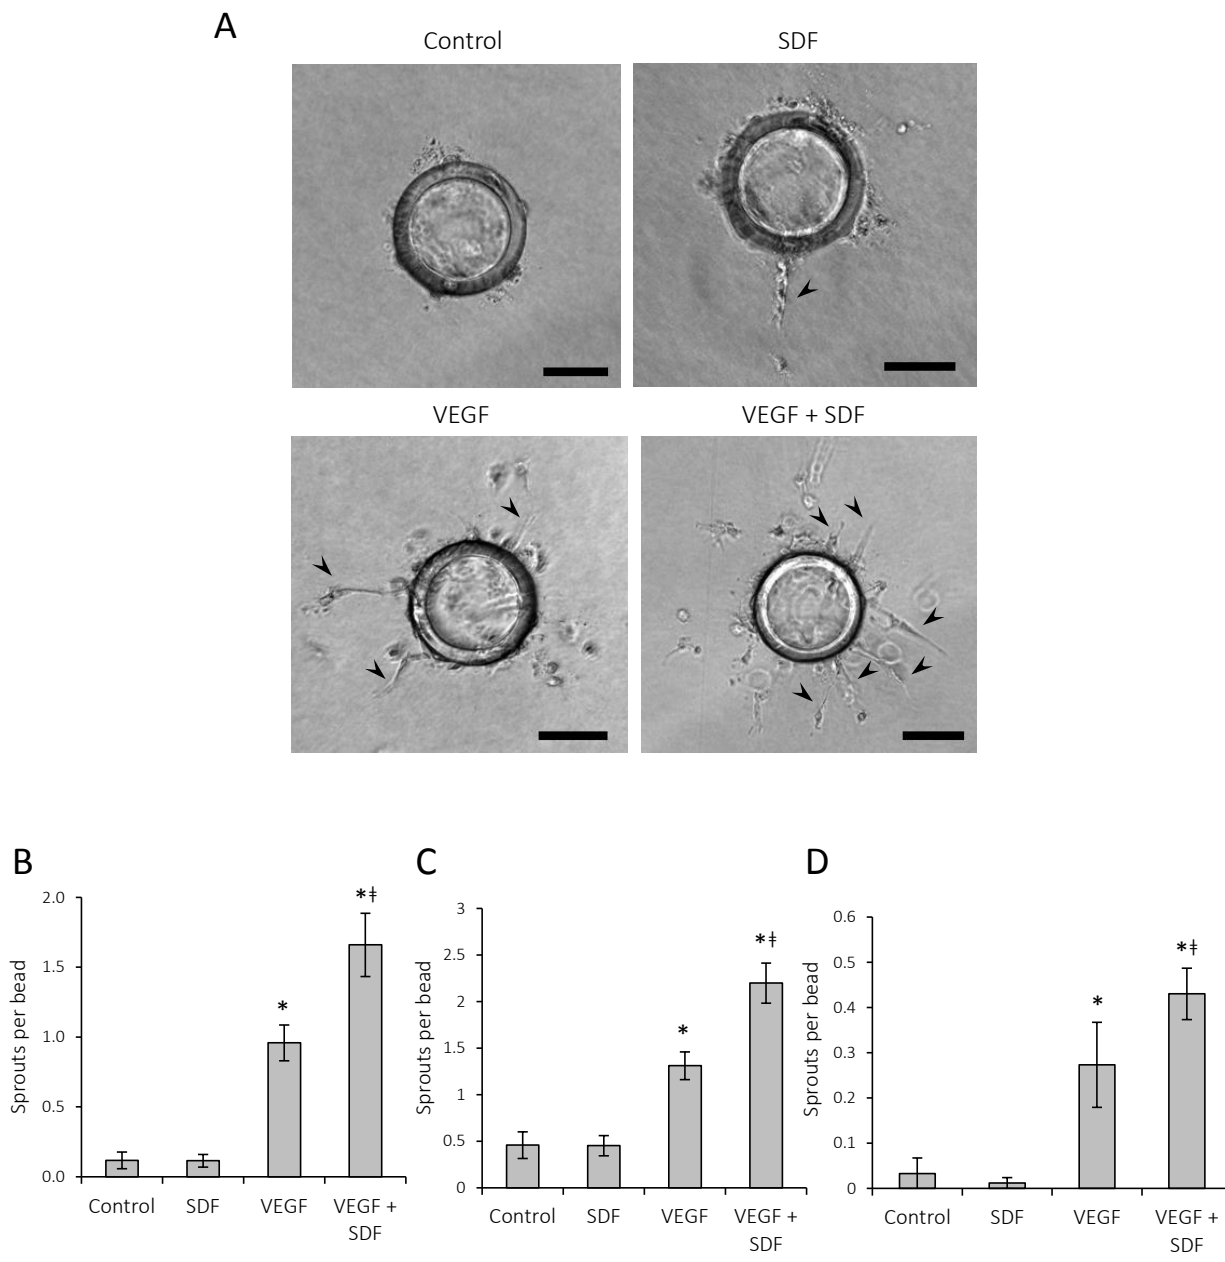 A
Control
SDF
VEGF
VEGF + SDF
B
Sprouts per bead
2.0
1.5
1.0
0.5
0.0
*
*ǂ
Control
SDF
VEGF
VEGF +
SDF
C
Sprouts per bead
3
2.5
2
1.5
1
0.5
0
*
*ǂ
Control
SDF
VEGF
VEGF +
SDF
D
Sprouts per bead
0.6
0.5
0.4
0.3
0.2
0.1
0
*
*ǂ
Control
SDF
VEGF
VEGF +
SDF